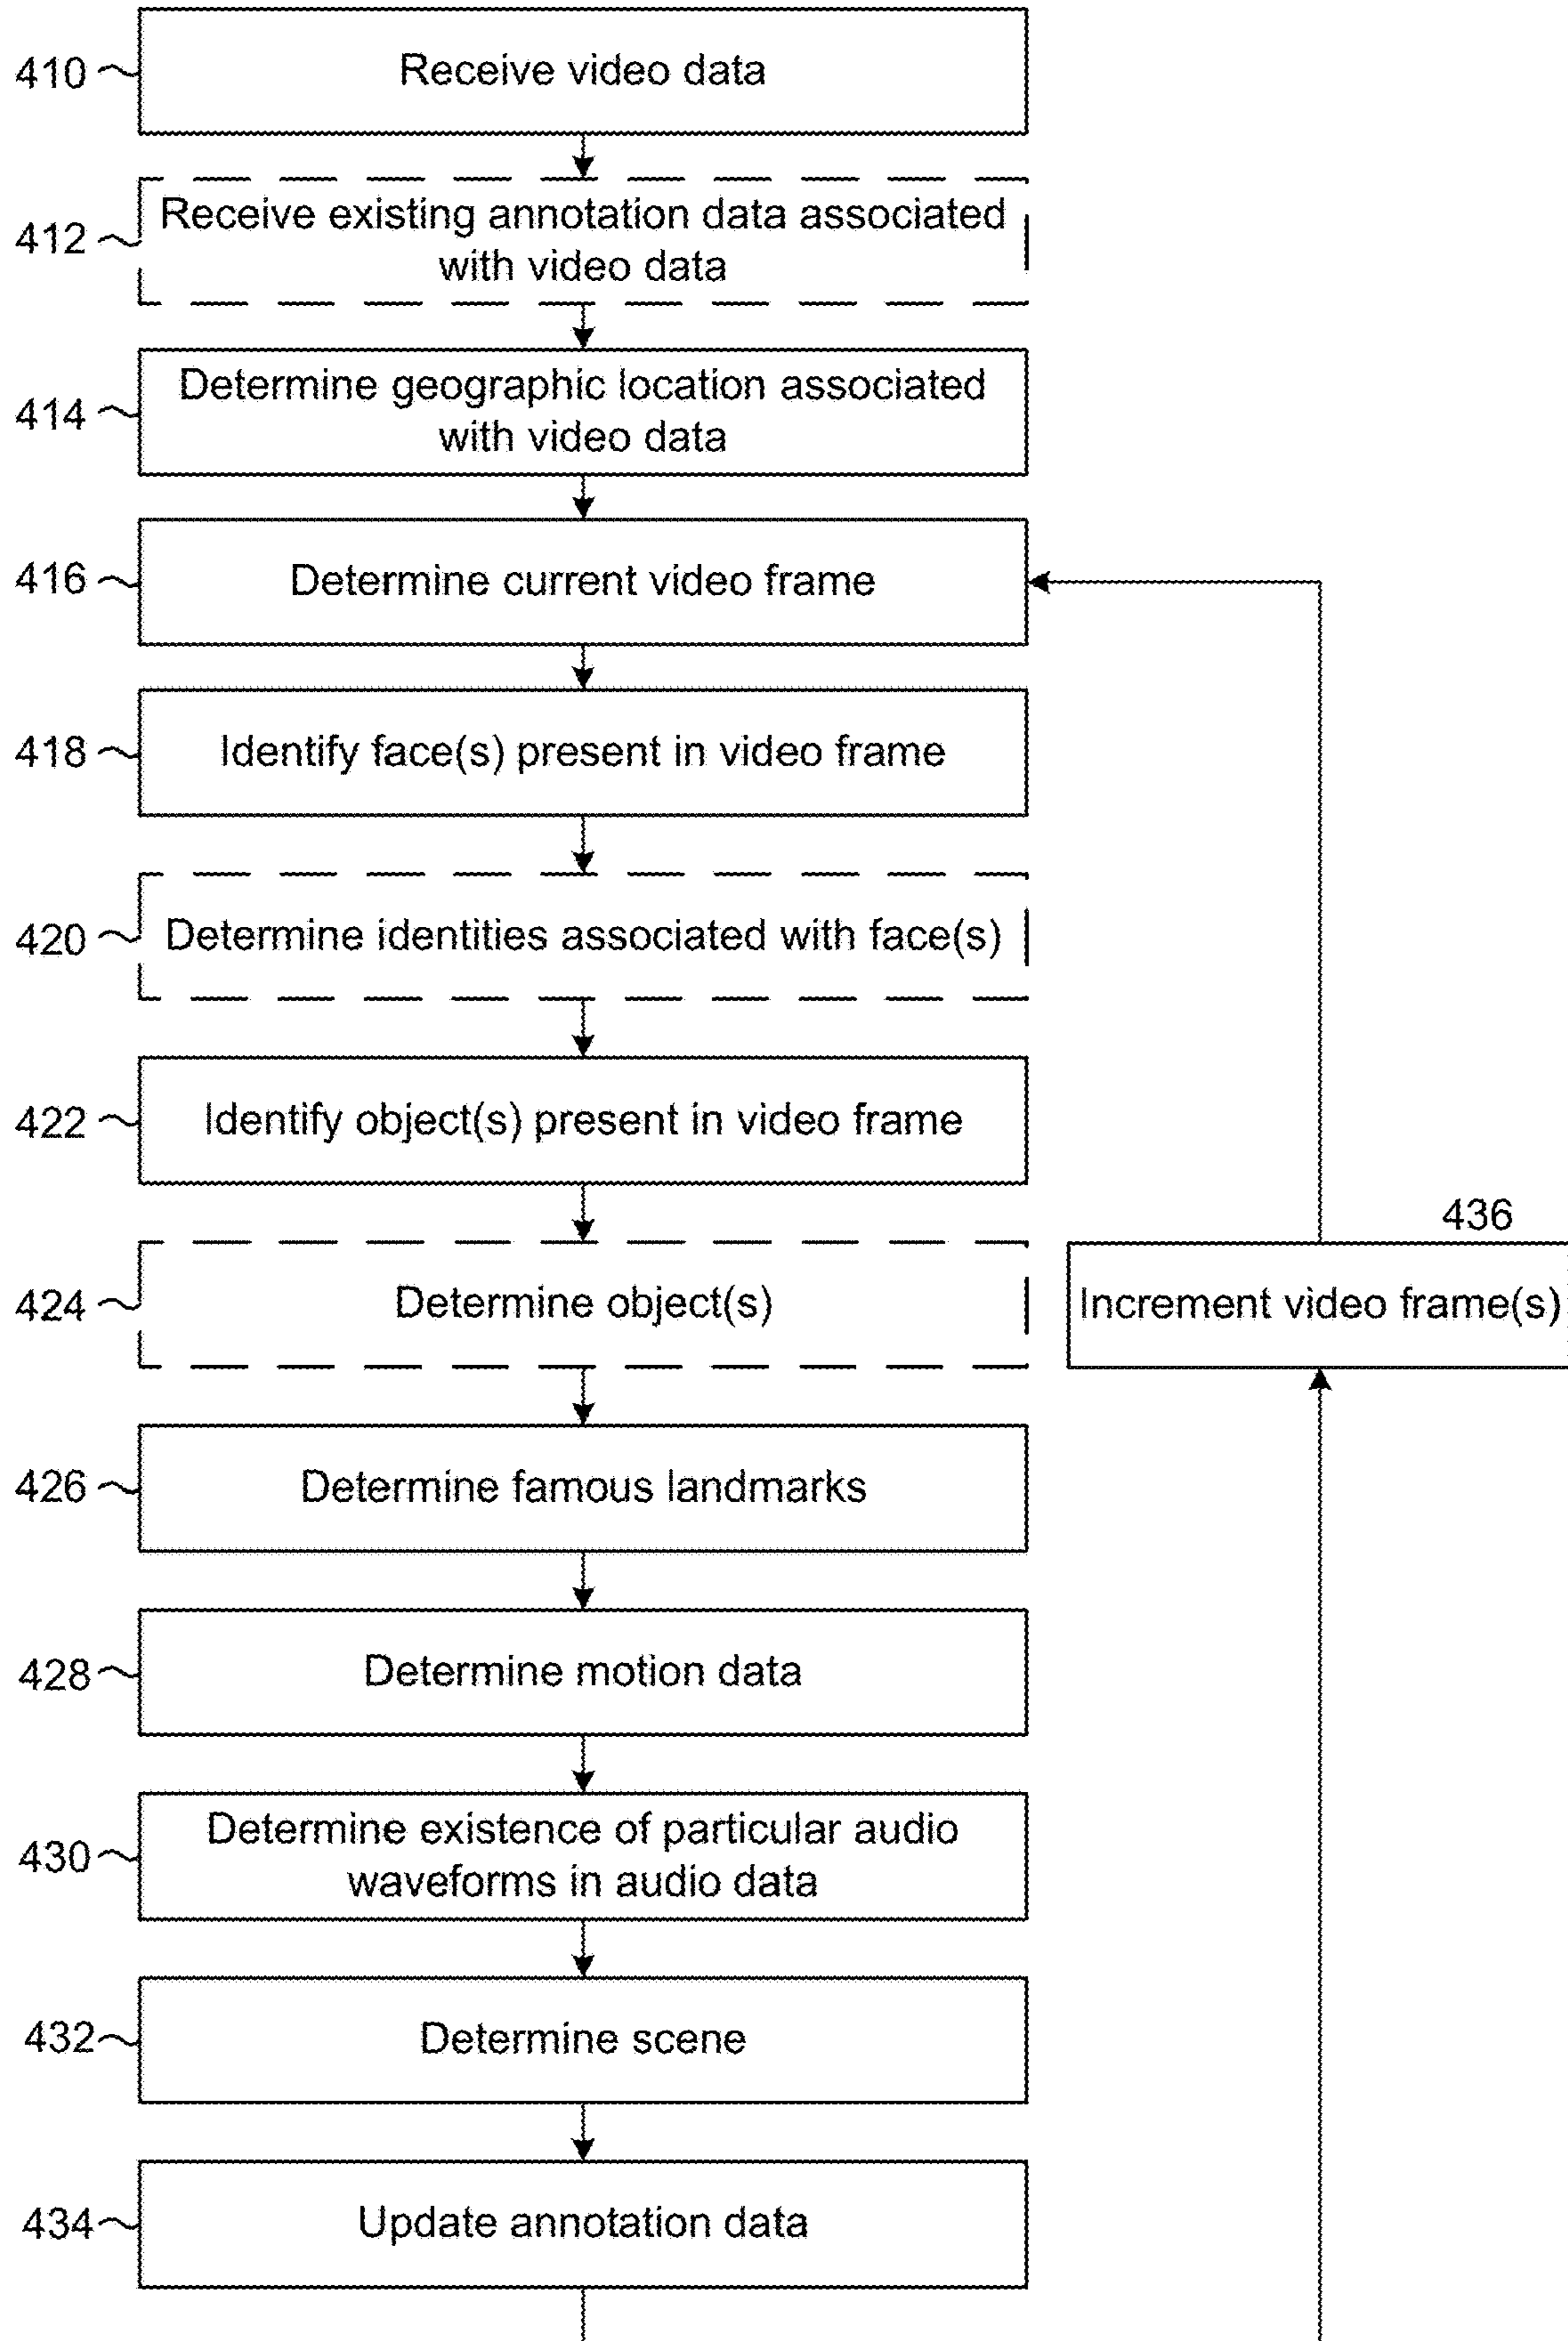 410
Receive video data
412
Receive existing annotation data associated
with video data
414
Determine geographic location associated
with video data
416
Determine current video frame
418
Identify face(s) present in video frame
420
Determine identities associated with face(s)
422
Identify object(s) present in video frame
424
Determine object(s)
436
Increment video frame(s)
426
Determine famous landmarks
428
Determine motion data
430
Determine existence of particular audio
waveforms in audio data
432
Determine scene
434
Update annotation data